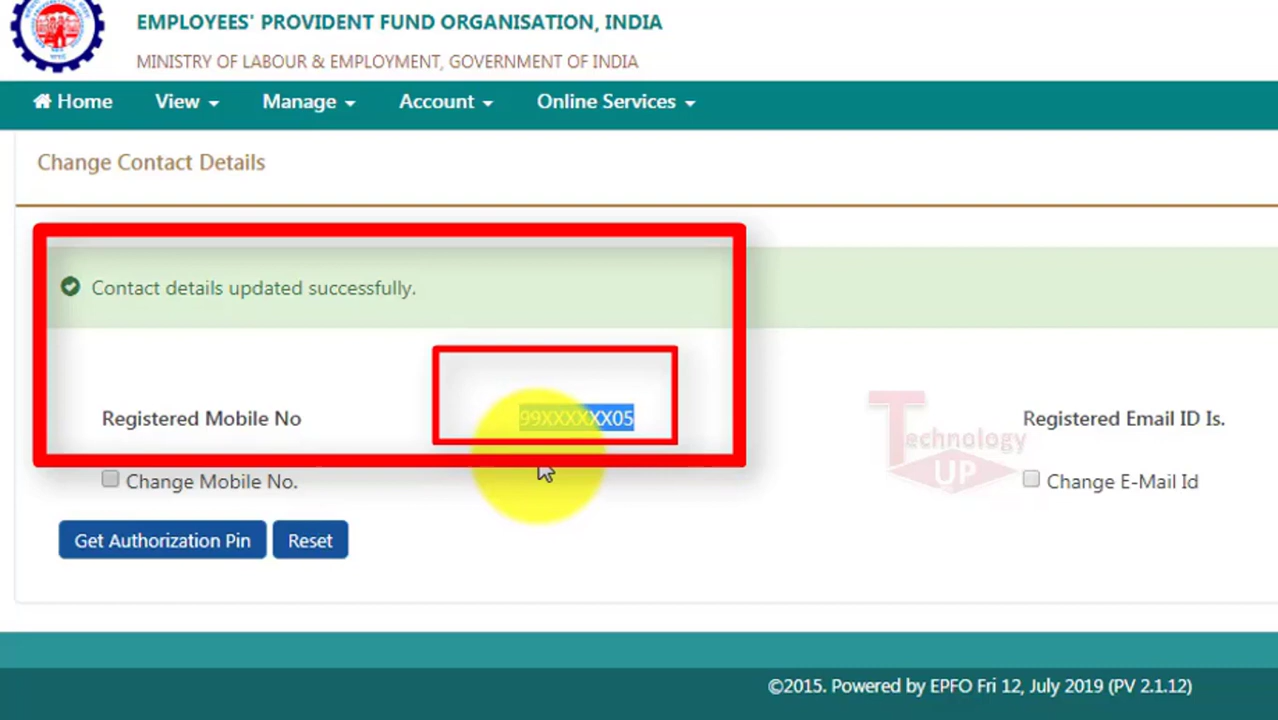 EMPLOYEES' PROVIDENT FUND ORGANISATION, INDIA
MINISTRY OF LABOUR & EMPLOYMENT, GOVERNMENT OF INDIA
Home View Manage Account Online Services
Change Contact Details
Contact details updated successfully.
Registered Mobile No 99XXXXXX05 Registered Email ID Is.
Technology
UP
Change Mobile No. Change E-Mail Id
Get Authorization Pin Reset
©2015. Powered by EPFO Fri 12, July 2019 (PV 2.1.12)